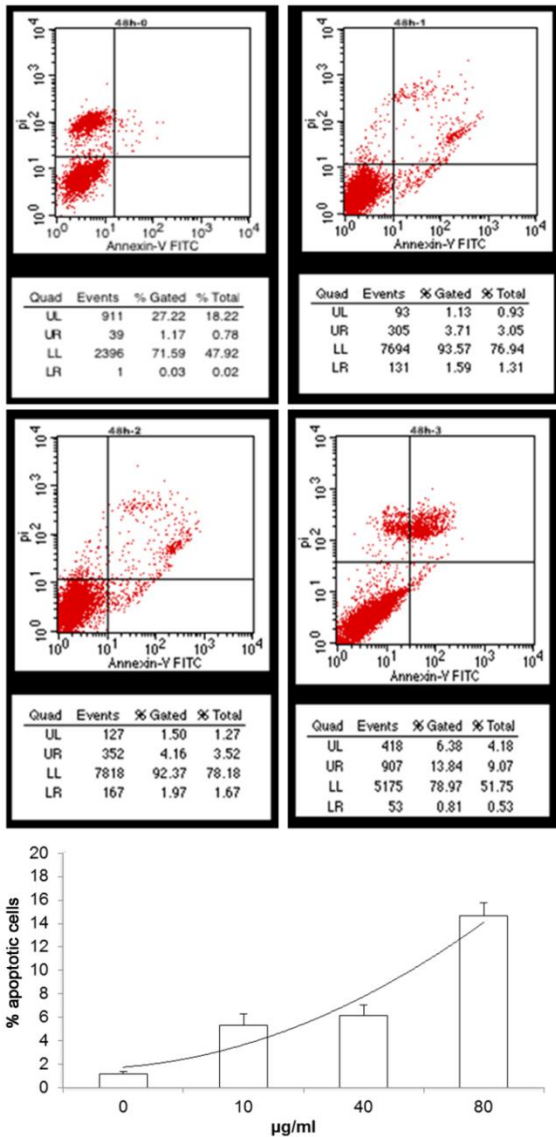 48h-0
10⁴
10³
10²
10¹
10⁰
pi
10⁰ 10¹ 10² 10³ 10⁴
Annexin-V FITC
Quad Events % Gated % Total
UL 911 27.22 18.22
UR 39 1.17 0.78
LL 2396 71.59 47.92
LR 1 0.03 0.02
48h-1
10⁴
10³
10²
10¹
10⁰
pi
10⁰ 10¹ 10² 10³ 10⁴
Annexin-V FITC
Quad Events % Gated % Total
UL 93 1.13 0.93
UR 305 3.71 3.05
LL 7694 93.57 76.94
LR 131 1.59 1.31
48h-2
10⁴
10³
10²
10¹
10⁰
pi
10⁰ 10¹ 10² 10³ 10⁴
Annexin-V FITC
Quad Events % Gated % Total
UL 127 1.50 1.27
UR 352 4.16 3.52
LL 7818 92.37 78.18
LR 167 1.97 1.67
48h-3
10⁴
10³
10²
10¹
10⁰
pi
10⁰ 10¹ 10² 10³ 10⁴
Annexin-V FITC
Quad Events % Gated % Total
UL 418 6.38 4.18
UR 907 13.84 9.07
LL 5175 78.97 51.75
LR 53 0.81 0.53
% apoptotic cells
20
18
16
14
12
10
8
6
4
2
0
0 10 40 80
µg/ml